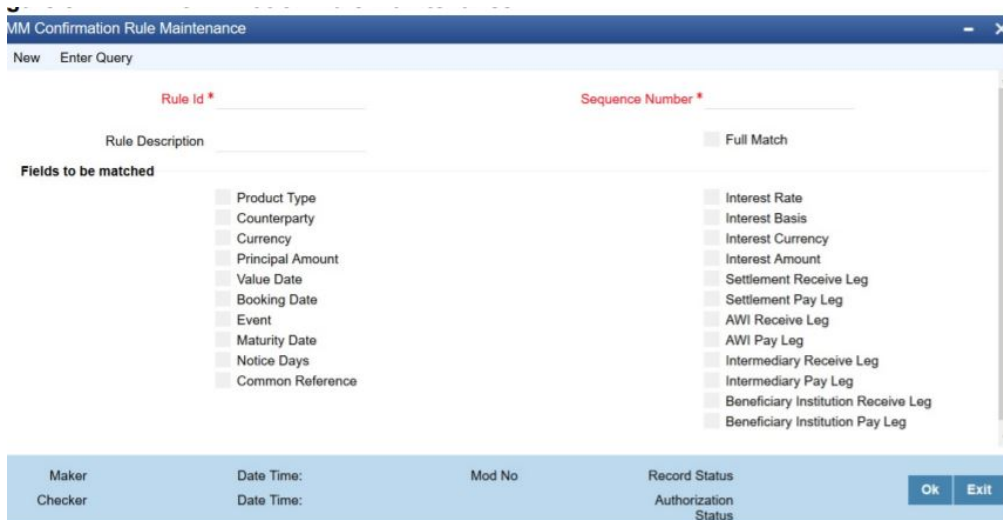 MM Confirmation Rule Maintenance
New Enter Query
Rule Id * Sequence Number *
Rule Description Full Match
Fields to be matched
Product Type Interest Rate
Counterparty Interest Basis
Currency Interest Currency
Principal Amount Interest Amount
Value Date Settlement Receive Leg
Booking Date Settlement Pay Leg
Event AWI Receive Leg
Maturity Date AWI Pay Leg
Notice Days Intermediary Receive Leg
Common Reference Intermediary Pay Leg
Beneficiary Institution Receive Leg
Beneficiary Institution Pay Leg
Maker Date Time: Mod No Record Status
Checker Date Time: Authorization Status
Ok Exit